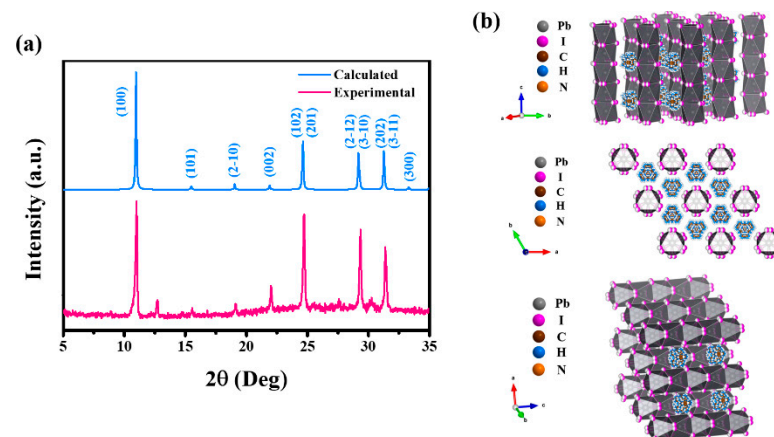 (a)
Intensity (a.u.)
Calculated
Experimental
(100)
(101)
(2-10)
(002)
(102)
(201)
(2-12)
(3-10)
(202)
(3-11)
(300)
5
10
15
20
25
30
35
2θ (Deg)
(b)
Pb
I
C
H
N
c
a
b
Pb
I
C
H
N
b
a
Pb
I
C
H
N
a
c
b